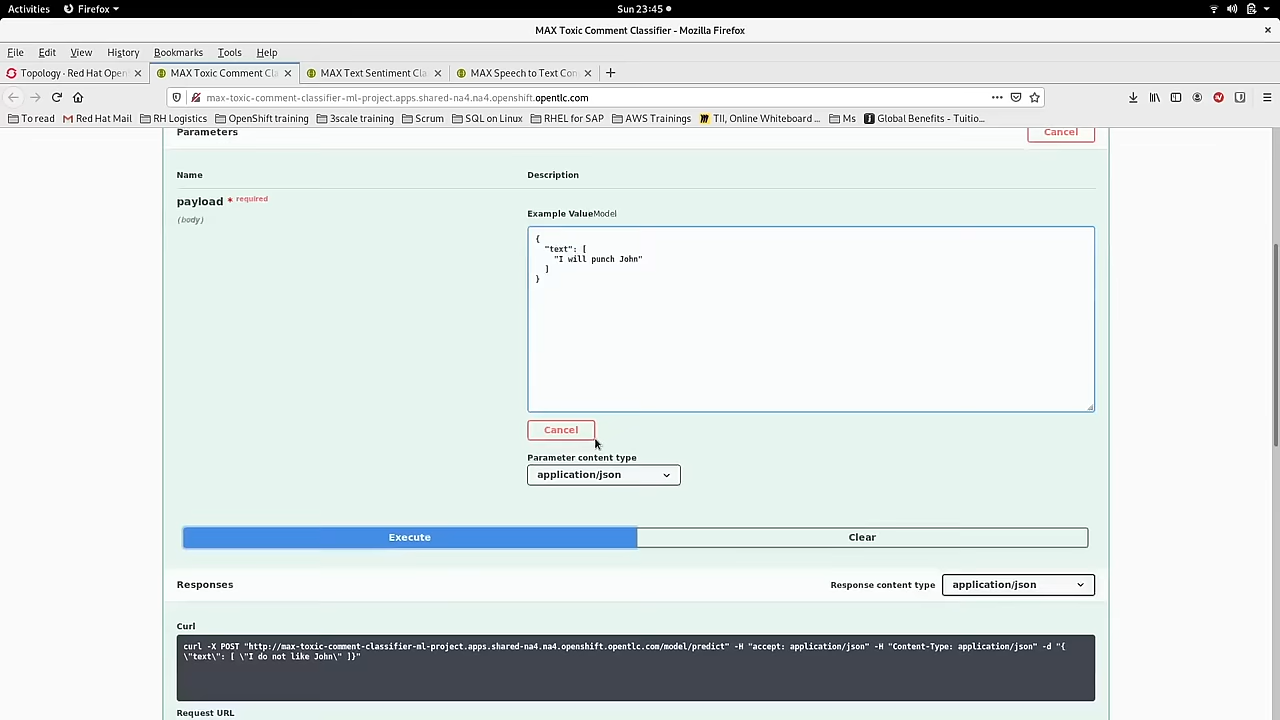 Activities
Firefox
Sun 23:45
MAX Toxic Comment Classifier - Mozilla Firefox
File Edit View History Bookmarks Tools Help
Topology · Red Hat Open
MAX Toxic Comment Cl
MAX Text Sentiment Cla
MAX Speech to Text Con
max-toxic-comment-classifier-ml-project.apps.shared-na4.na4.openshift.opentlc.com
To read
Red Hat Mail
RH Logistics
OpenShift training
3scale training
Scrum
SQL on Linux
RHEL for SAP
AWS Trainings
TII, Online Whiteboard ...
Ms
Global Benefits - Tuitio...
Parameters
Cancel
Name
Description
payload * required
(body)
Example Value Model
{
"text": [
"I will punch John"
]
}
Cancel
Parameter content type
application/json
Execute
Clear
Responses
Response content type
application/json
Curl
curl -X POST "http://max-toxic-comment-classifier-ml-project.apps.shared-na4.na4.openshift.opentlc.com/model/predict" -H "accept: application/json" -H "Content-Type: application/json" -d "{
\"text\": [ \"I do not like John\" ]}"
Request URL